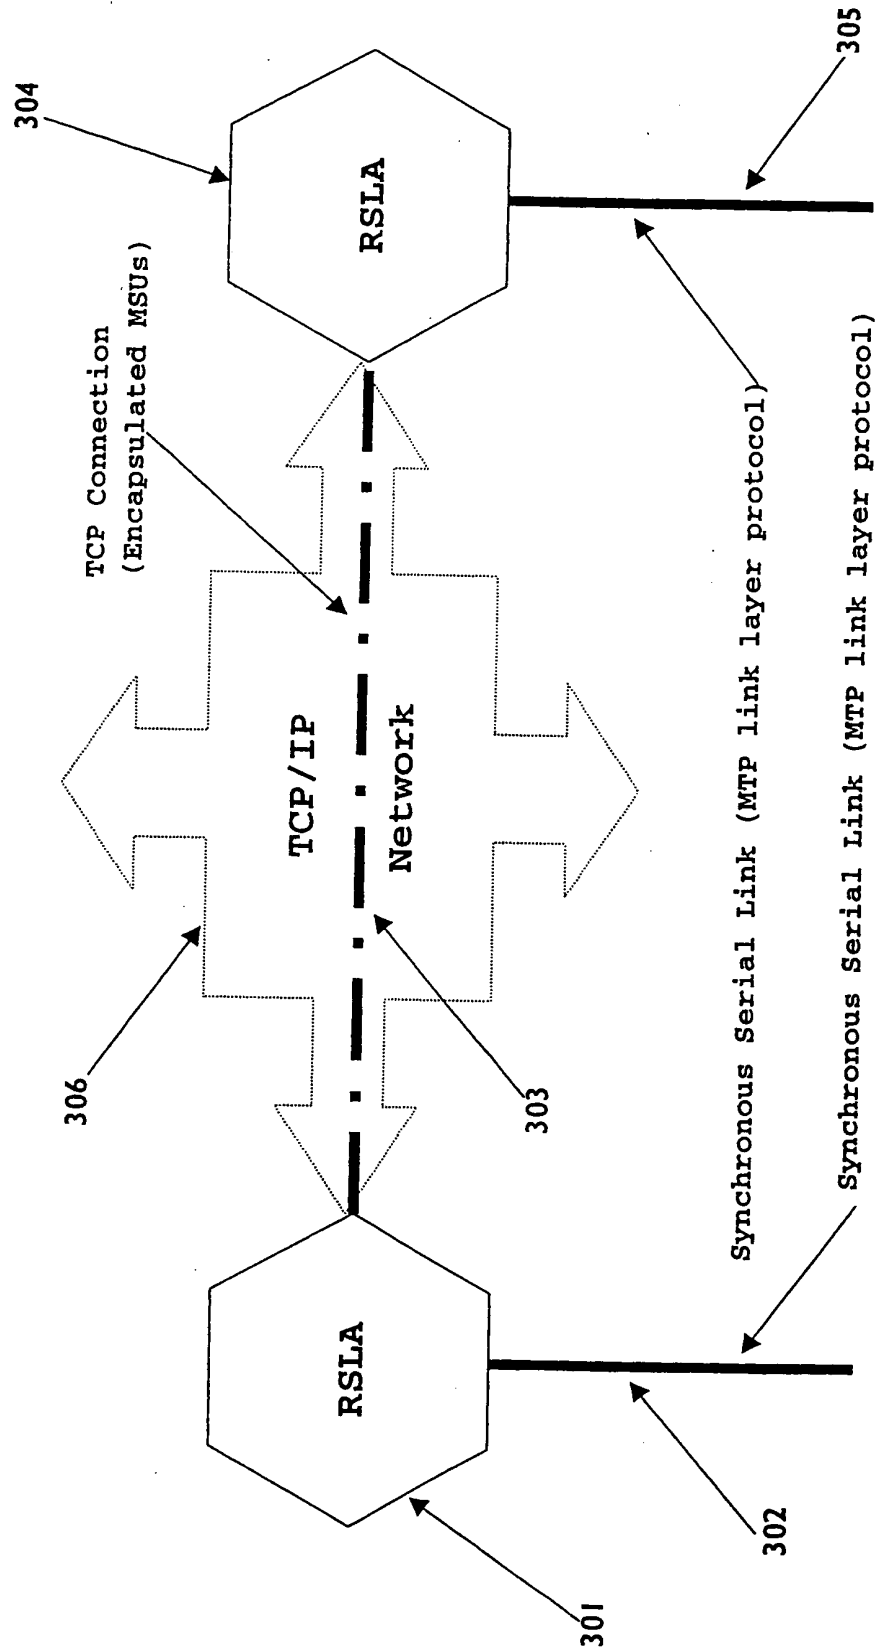 304
305
TCP Connection
(Encapsulated MSUs)
RSLA
306
TCP/IP
Network
303
RSLA
301
302
Synchronous Serial Link (MTP link layer protocol)
Synchronous Serial Link (MTP link layer protocol)